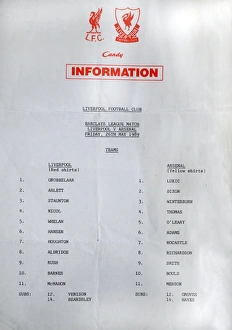 L.F.C.
Candy
INFORMATION
LIVERPOOL FOOTBALL CLUB
BARCLAYS LEAGUE MATCH
LIVERPOOL V ARSENAL
FRIDAY, 26TH MAY 1989
TEAMS
LIVERPOOL ARSENAL
(Red shirts) (Yellow shirts)
1. GROBBELAAR 1. LUKIC
2. ABLETT 2. DIXON
3. STAUNTON 3. WINTERBURN
4. NICOL 4. THOMAS
5. WHELAN 5. O'LEARY
6. HANSEN 6. ADAMS
7. HOUGHTON 7. ROCASTLE
8. ALDRIDGE 8. RICHARDSON
9. RUSH 9. SMITH
10. BARNES 10. BOULD
11. McMAHON 11. MERSON
SUBS: 12. VENISON SUBS: 12. GROVES
14. BEARDSLEY 14. HAYES